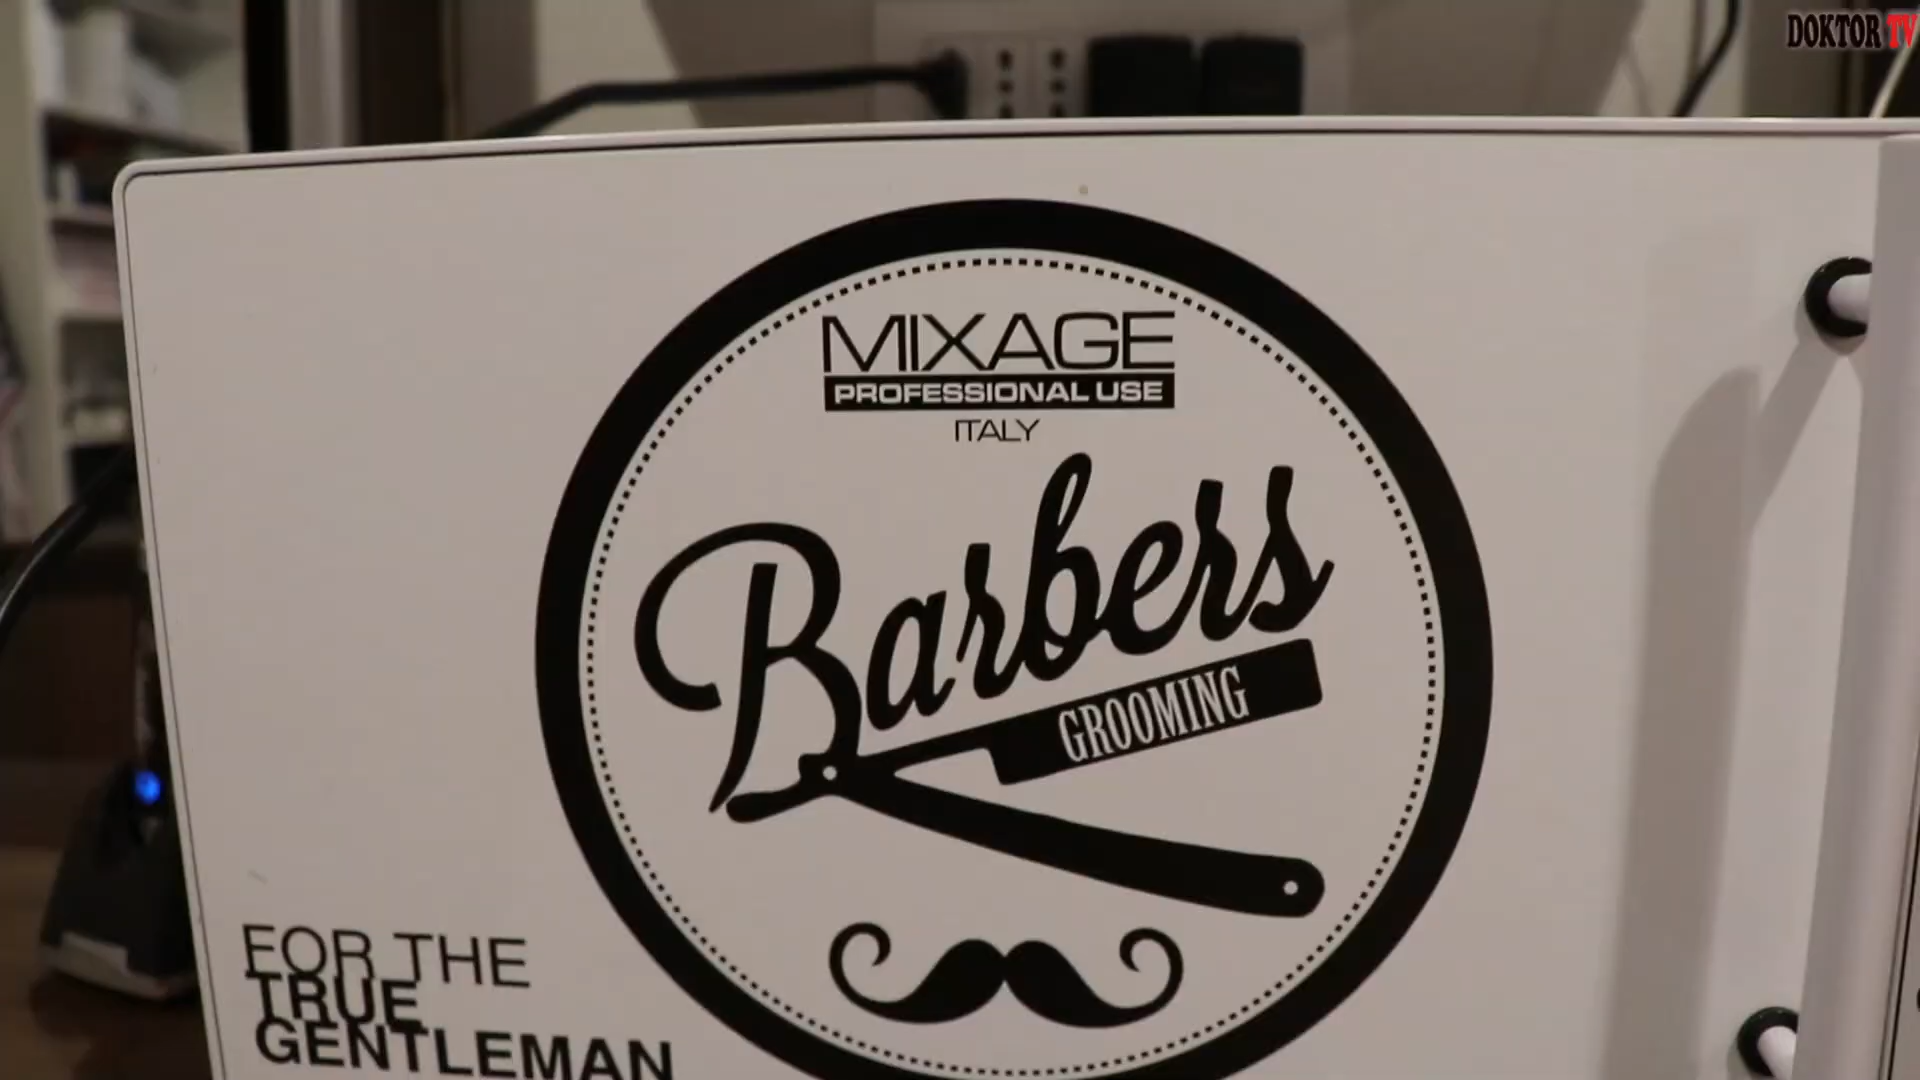 DOKTOR TV
MIXAGE
PROFESSIONAL USE
ITALY
Barbers
GROOMING
FOR THE
TRUE
GENTLEMAN